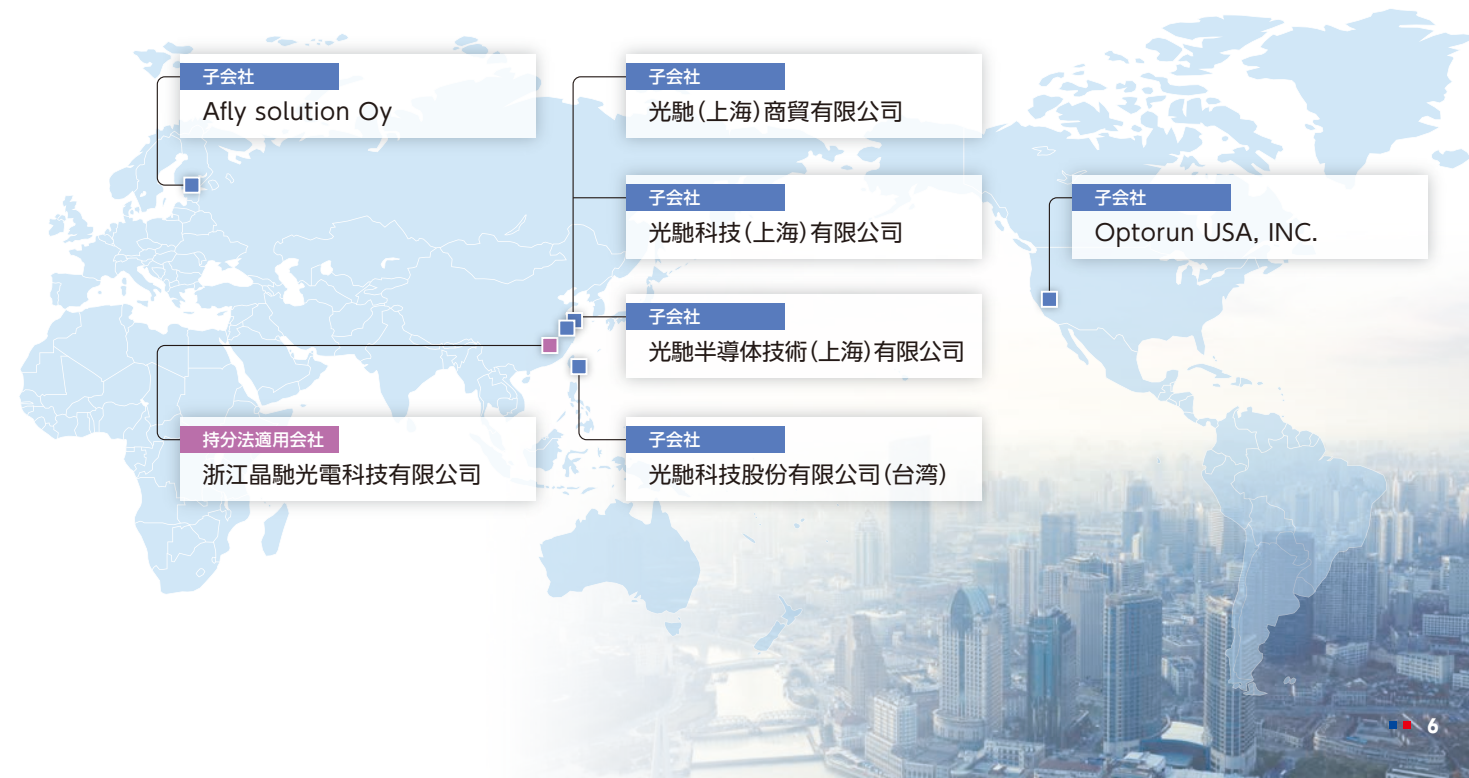 子会社
Afly solution Oy
持分法適用会社
浙江晶馳光電科技有限公司
子会社
光馳(上海)商貿有限公司
子会社
光馳科技(上海)有限公司
子会社
光馳半導体技術(上海)有限公司
子会社
光馳科技股份有限公司(台湾)
子会社
Optorun USA, INC.
6